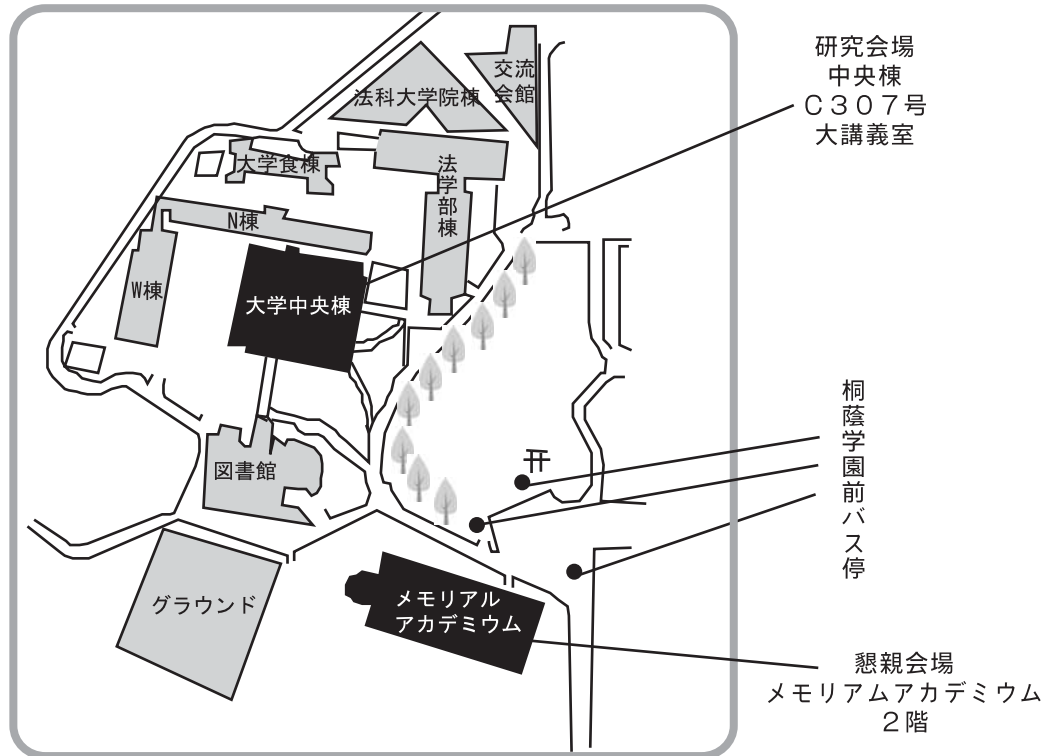 交流
会館
法科大学院棟
大学食棟
法学部棟
N棟
W棟
大学中央棟
図書館
グラウンド
メモリアル
アカデミウム
研究会場
中央棟
C307号
大講義室
桐蔭学園前バス停
懇親会場
メモリアムアカデミウム
2階